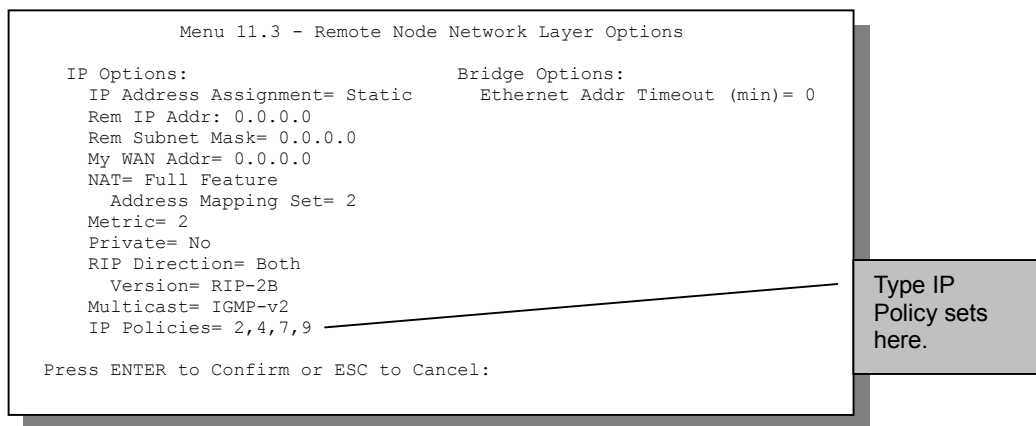 Menu 11.3 - Remote Node Network Layer Options
IP Options: Bridge Options:
IP Address Assignment= Static Ethernet Addr Timeout (min)= 0
Rem IP Addr: 0.0.0.0
Rem Subnet Mask= 0.0.0.0
My WAN Addr= 0.0.0.0
NAT= Full Feature
Address Mapping Set= 2
Metric= 2
Private= No
RIP Direction= Both
Version= RIP-2B
Multicast= IGMP-v2
IP Policies= 2,4,7,9
Press ENTER to Confirm or ESC to Cancel:
Type IP
Policy sets
here.